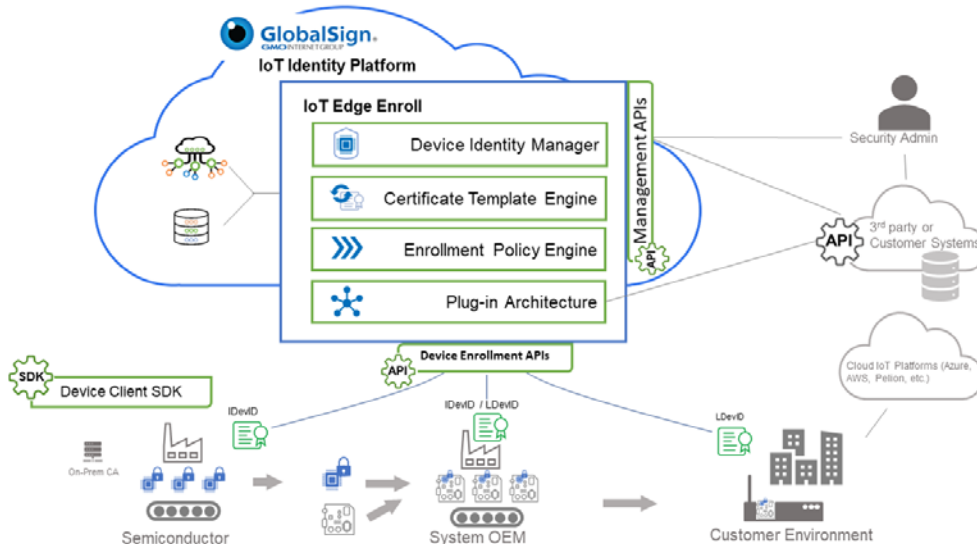 GlobalSign®
GMO INTERNET GROUP
IoT Identity Platform
IoT Edge Enroll
Device Identity Manager
Certificate Template Engine
Enrollment Policy Engine
Plug-in Architecture
Management APIs
API
Security Admin
API
3rd party or
Customer Systems
Device Enrollment APIs
API
Cloud IoT Platforms (Azure,
AWS, Pelion, etc.)
SDK
Device Client SDK
IDevID
IDevID / LDevID
LDevID
On-Prem CA
Semiconductor
System OEM
Customer Environment